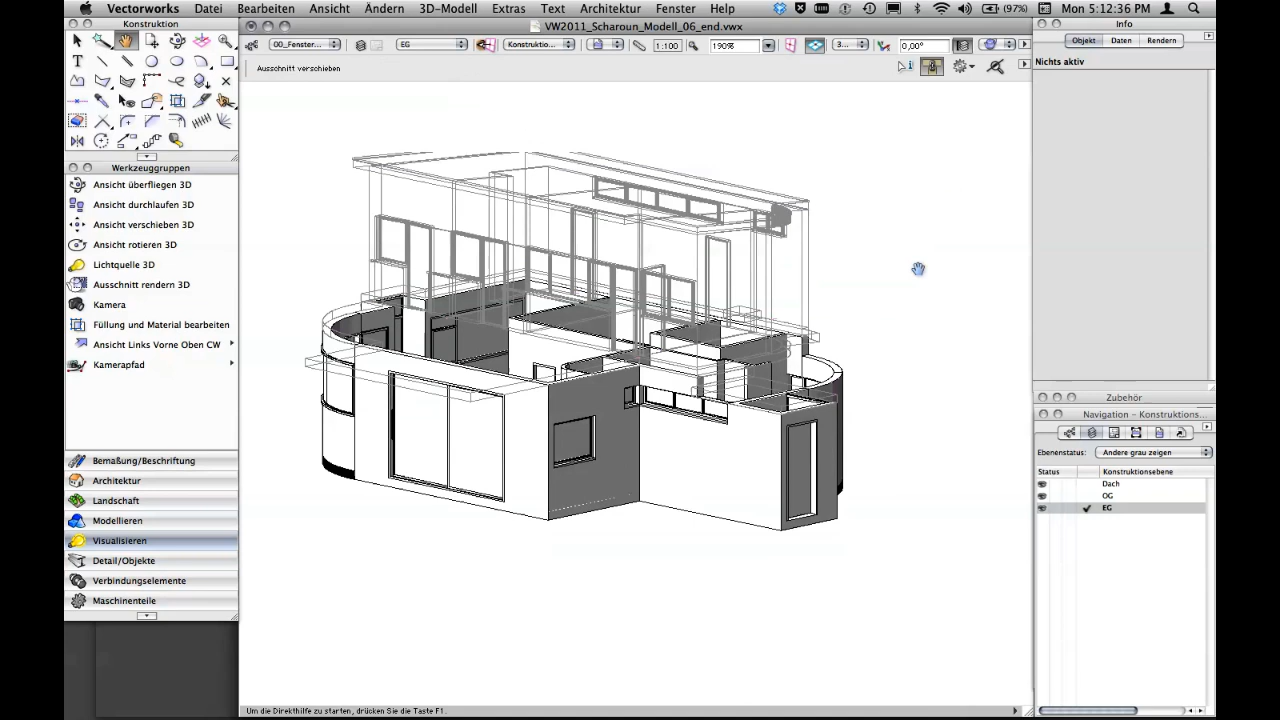 Vectorworks Datei Bearbeiten Ansicht Ändern 3D-Modell Extras Text Architektur Fenster Help (97%) Mon 5:12:36 PM
Konstruktion
VW2011_Scharoun_Modell_06_end.vwx
Info
00_Fenster... EG Konstruktio... 1:100 190% 3... 0,00°
Objekt Daten Rendern
Nichts aktiv
Ausschnitt verschieben
Werkzeuggruppen
Ansicht überfliegen 3D
Ansicht durchlaufen 3D
Ansicht verschieben 3D
Ansicht rotieren 3D
Lichtquelle 3D
Ausschnitt rendern 3D
Kamera
Füllung und Material bearbeiten
Ansicht Links Vorne Oben CW
Kamerapfad
Bemaßung/Beschriftung
Architektur
Landschaft
Modellieren
Visualisieren
Detail/Objekte
Verbindungselemente
Maschinenteile
Zubehör
Navigation - Konstruktions...
Ebenenstatus: Andere grau zeigen
Status Konstruktionsebene
Dach
OG
EG
Um die Direkthilfe zu starten, drücken Sie die Taste F1.